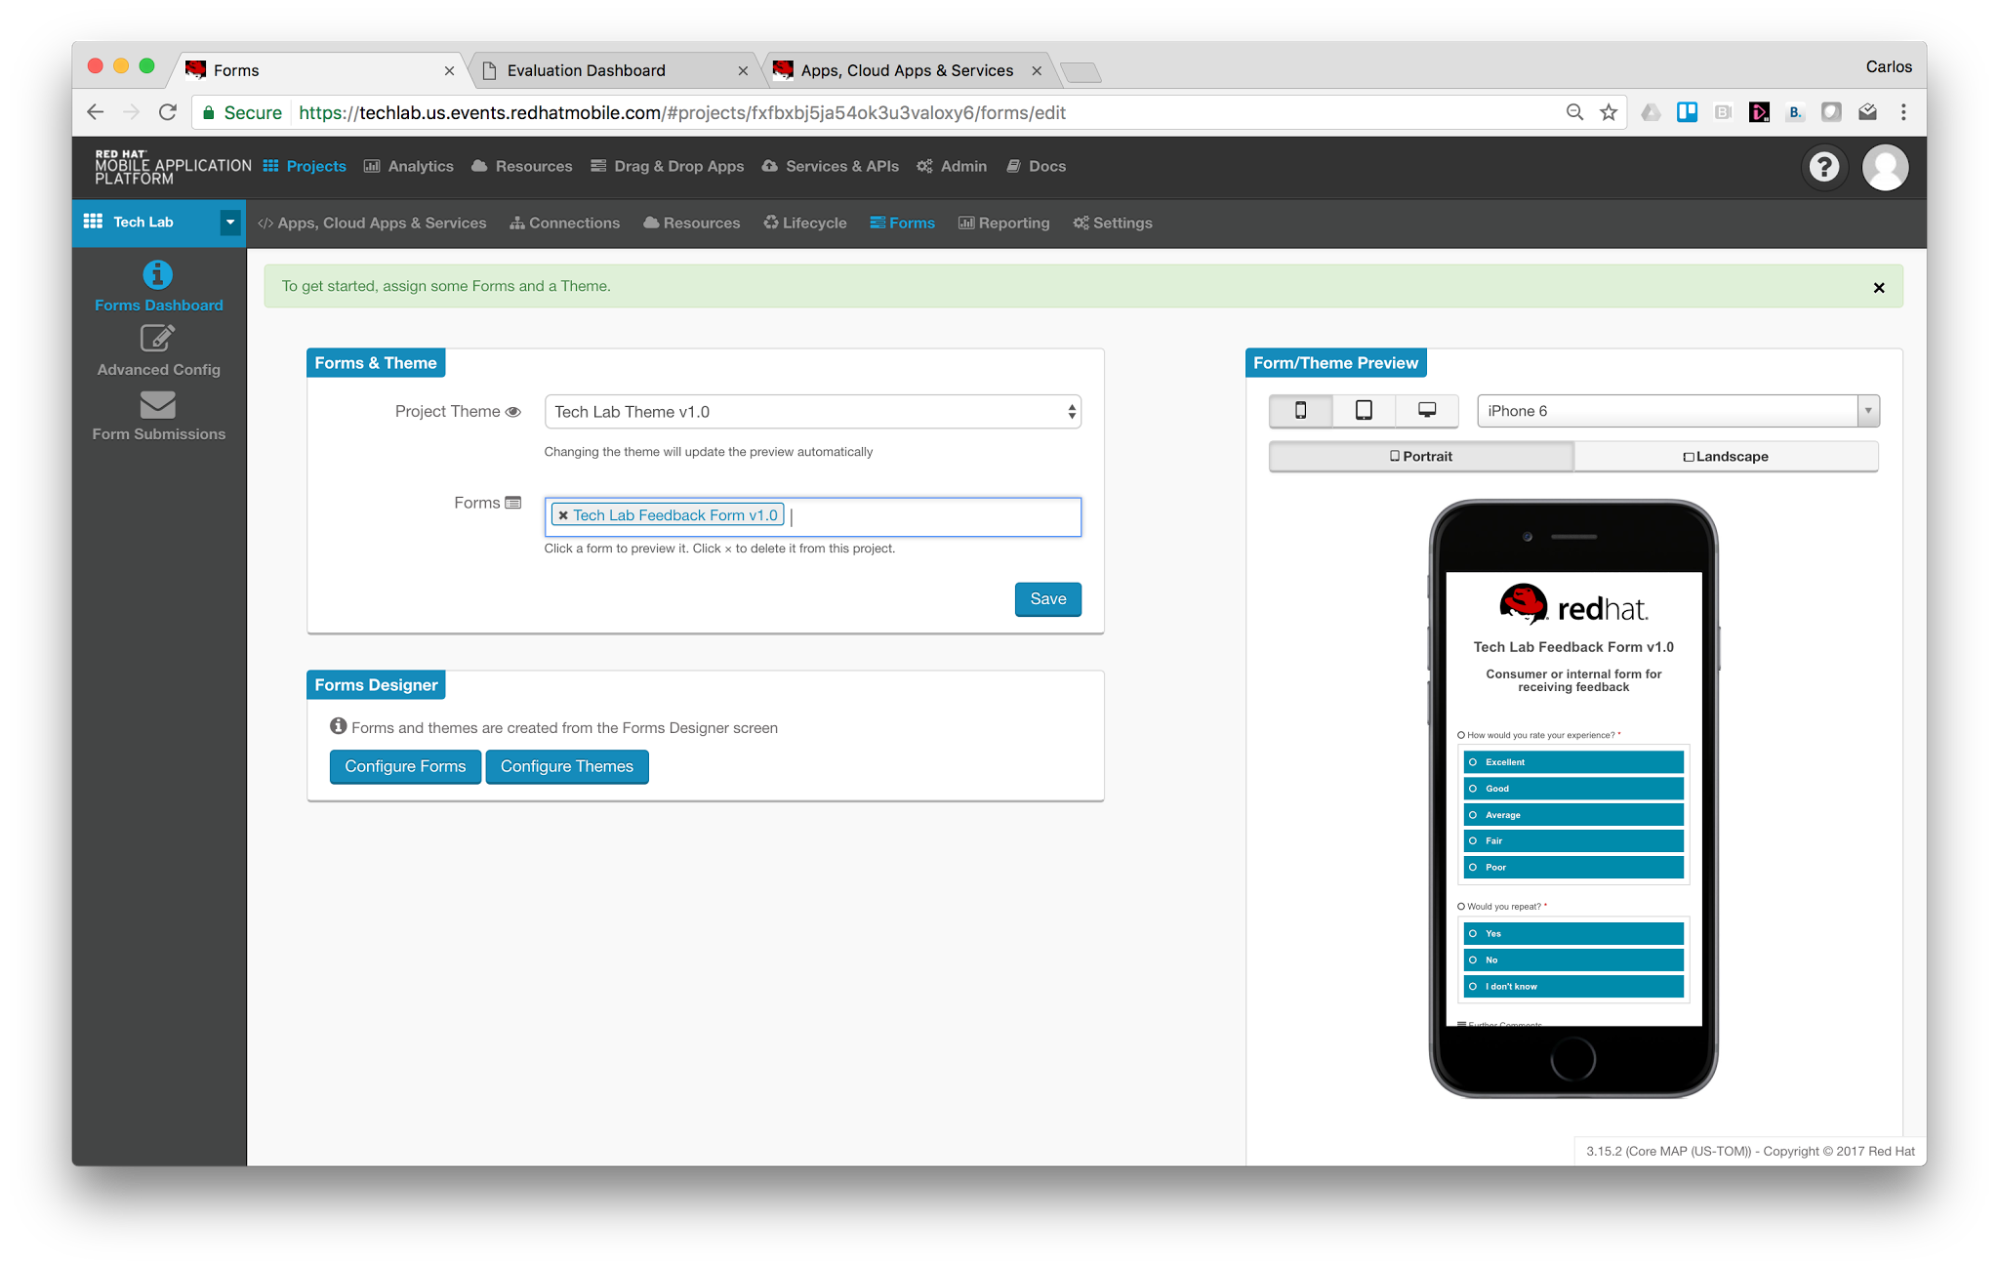 Forms
Evaluation Dashboard
Apps, Cloud Apps & Services
Carlos
Secure
https://techlab.us.events.redhatmobile.com/#projects/fxfbxbj5ja54ok3u3valoxy6/forms/edit
B.
RED HAT
MOBILE APPLICATION
PLATFORM
Projects
Analytics
Resources
Drag & Drop Apps
Services & APIs
Admin
Docs
?
Tech Lab
</> Apps, Cloud Apps & Services
Connections
Resources
Lifecycle
Forms
Reporting
Settings
Forms Dashboard
Advanced Config
Form Submissions
To get started, assign some Forms and a Theme.
Forms & Theme
Project Theme
Tech Lab Theme v1.0
Changing the theme will update the preview automatically
Forms
× Tech Lab Feedback Form v1.0
Click a form to preview it. Click × to delete it from this project.
Save
Forms Designer
Forms and themes are created from the Forms Designer screen
Configure Forms
Configure Themes
Form/Theme Preview
iPhone 6
Portrait
Landscape
redhat.
Tech Lab Feedback Form v1.0
Consumer or internal form for
receiving feedback
How would you rate your experience? *
Excellent
Good
Average
Fair
Poor
Would you repeat? *
Yes
No
I don't know
Further Comments
3.15.2 (Core MAP (US-TOM)) - Copyright © 2017 Red Hat